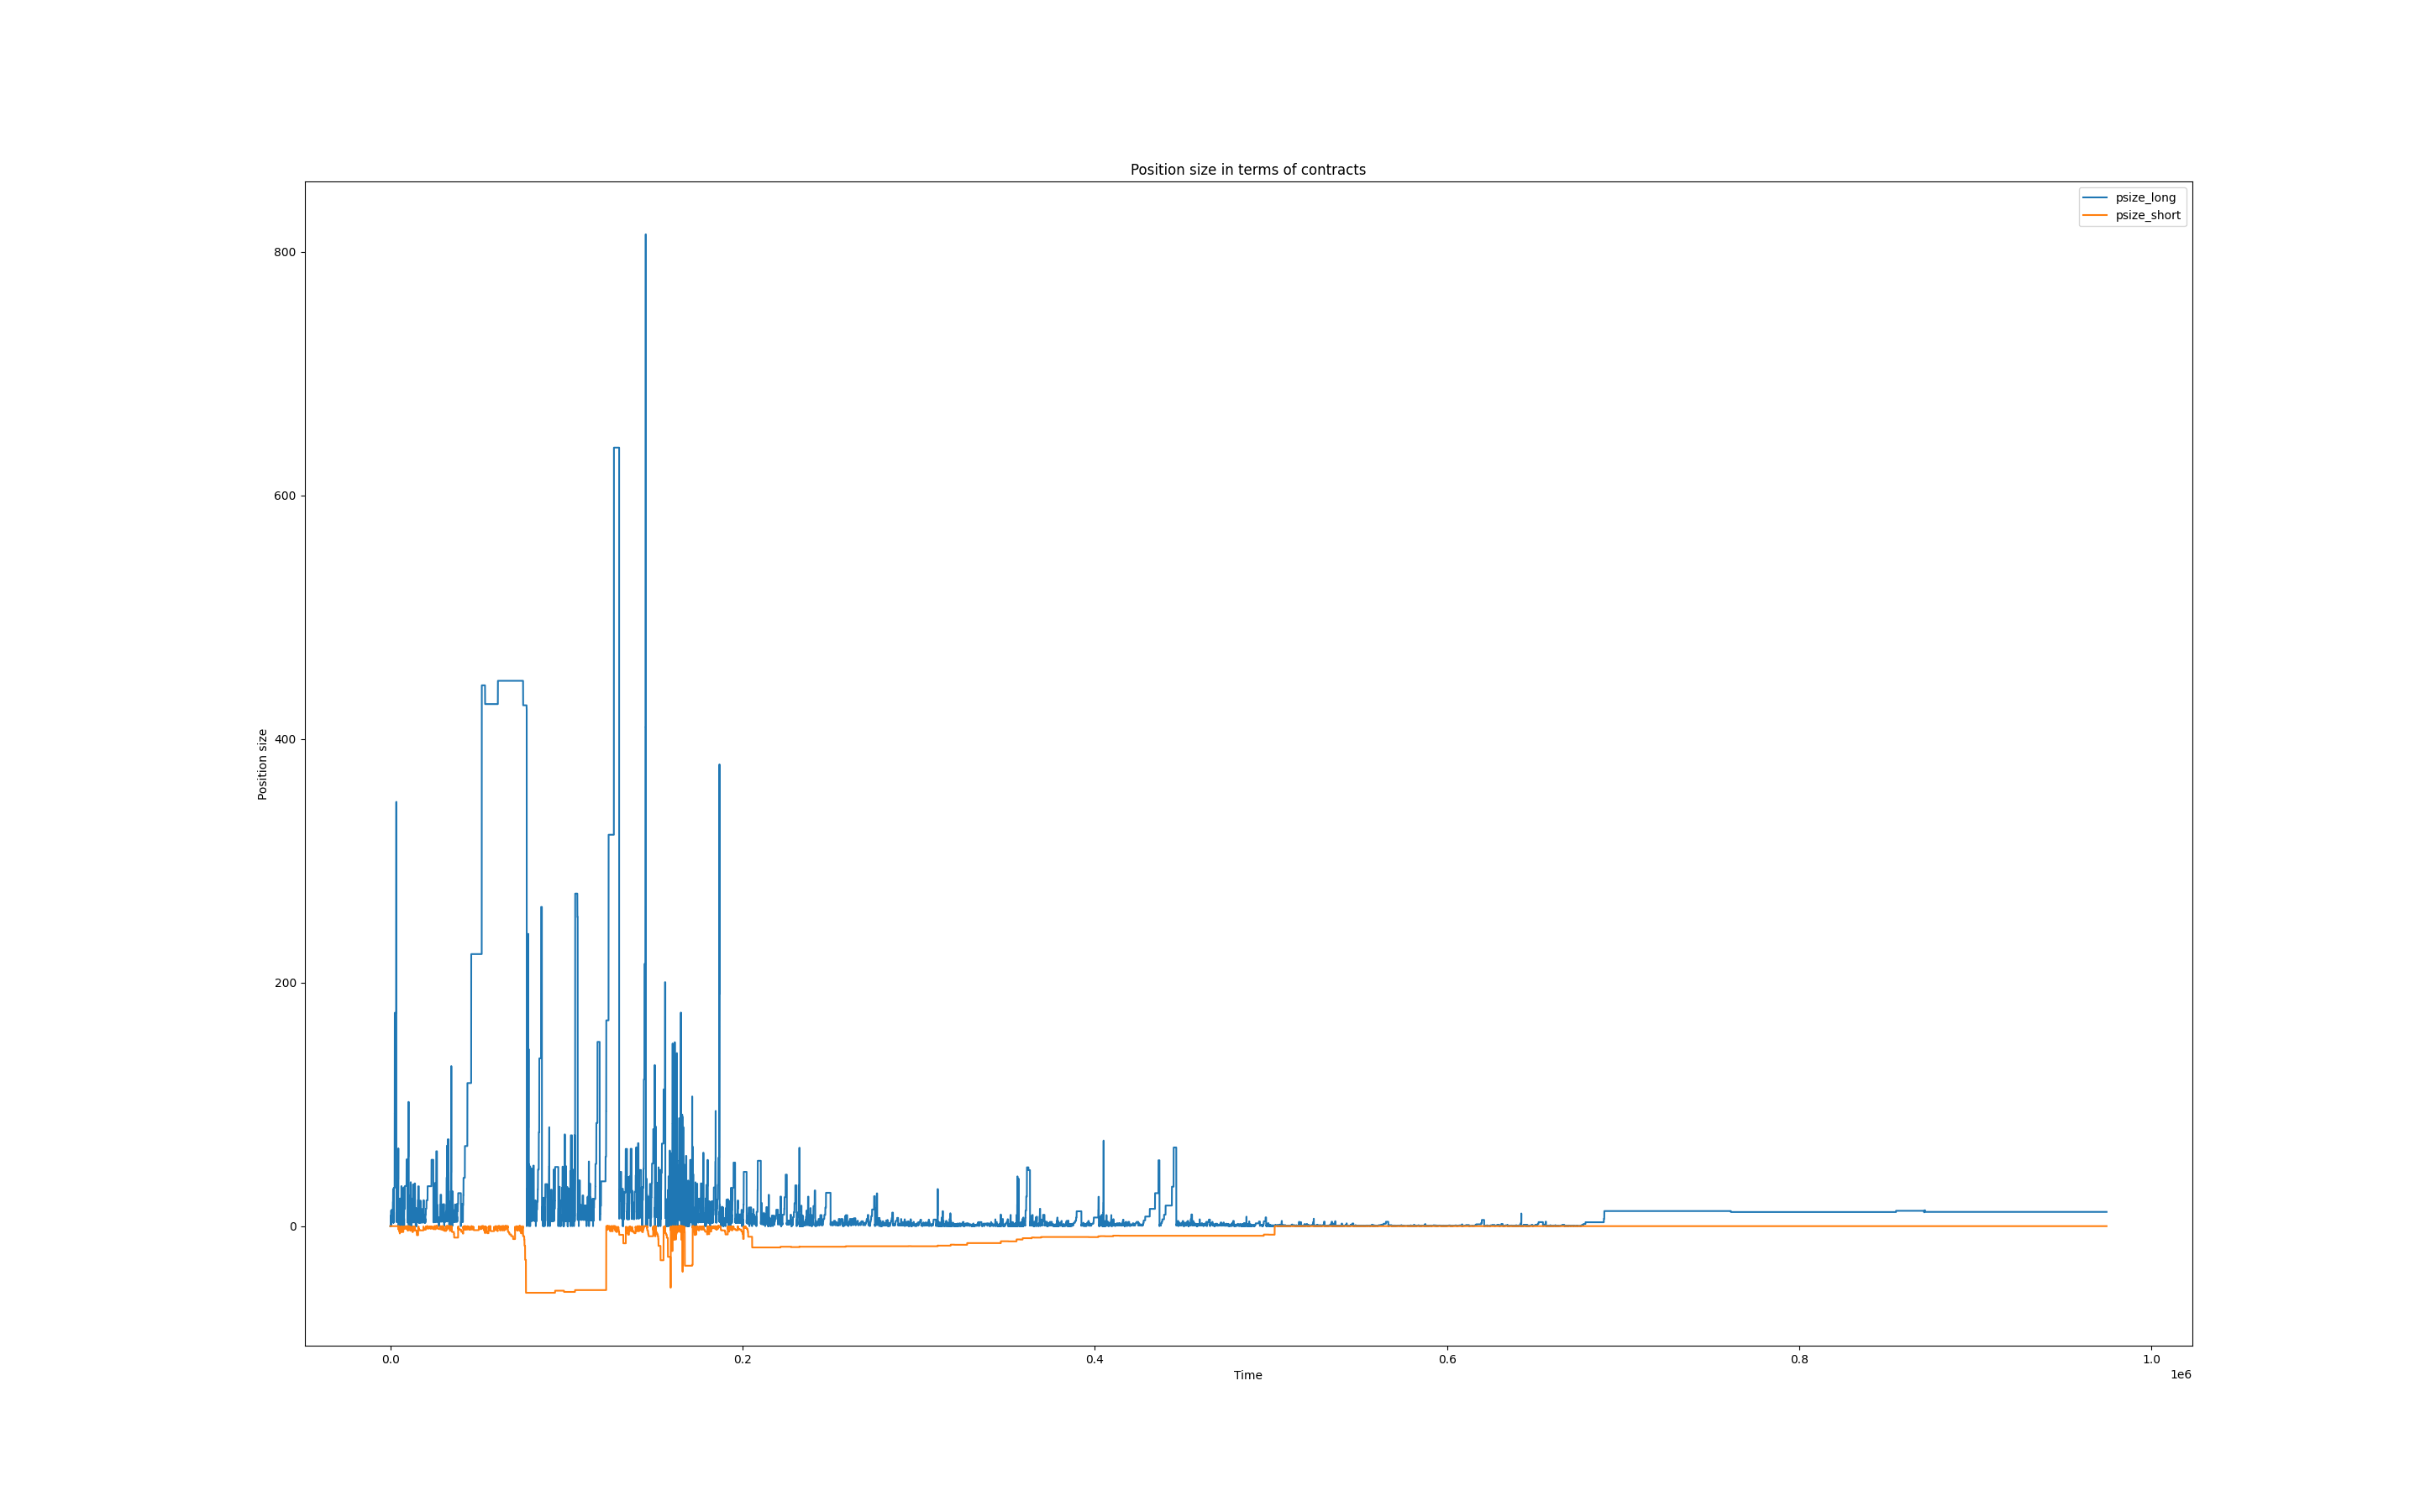 Position size in terms of contracts
psize_long
psize_short
800
600
400
200
0
Position size
0.0 0.2 0.4 0.6 0.8 1.0
Time
1e6